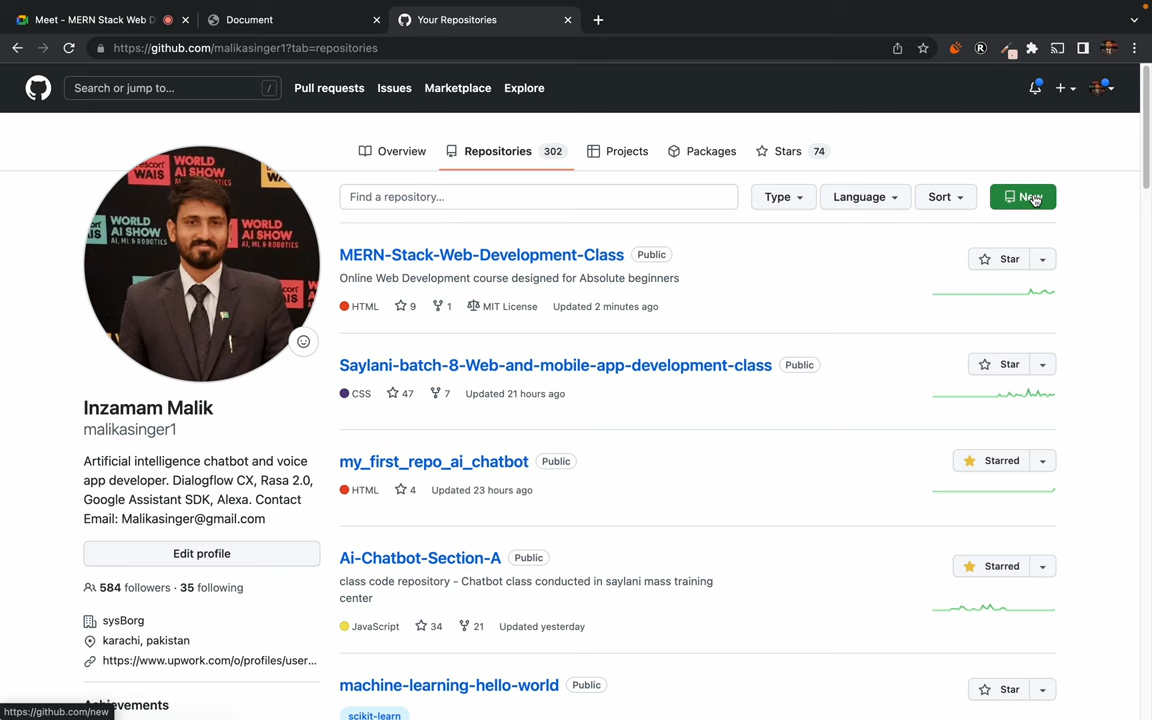 Meet - MERN Stack Web D
Document
Your Repositories
https://github.com/malikasinger1?tab=repositories
Search or jump to... /
Pull requests Issues Marketplace Explore
Overview Repositories 302 Projects Packages Stars 74
Find a repository... Type Language Sort New
MERN-Stack-Web-Development-Class Public
Star
Online Web Development course designed for Absolute beginners
HTML 9 1 MIT License Updated 2 minutes ago
Saylani-batch-8-Web-and-mobile-app-development-class Public
Star
CSS 47 7 Updated 21 hours ago
my_first_repo_ai_chatbot Public
Starred
HTML 4 Updated 23 hours ago
Ai-Chatbot-Section-A Public
Starred
class code repository - Chatbot class conducted in saylani mass training
center
JavaScript 34 21 Updated yesterday
machine-learning-hello-world Public
Star
scikit-learn
WORLD
AI SHOW
AI, ML & ROBOTICS
Inzamam Malik
malikasinger1
Artificial intelligence chatbot and voice
app developer. Dialogflow CX, Rasa 2.0,
Google Assistant SDK, Alexa. Contact
Email: Malikasinger@gmail.com
Edit profile
584 followers · 35 following
sysBorg
karachi, pakistan
https://www.upwork.com/o/profiles/user...
Achievements
https://github.com/new